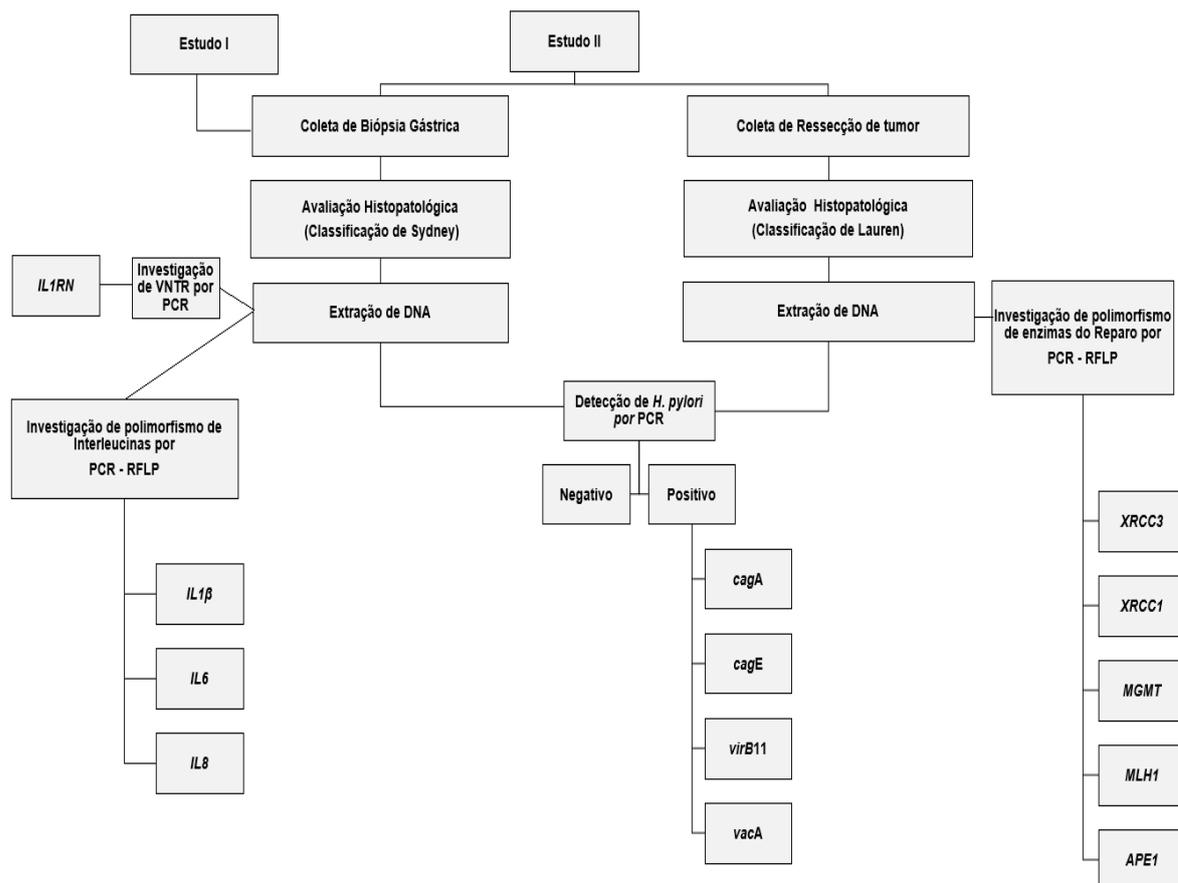 Estudo I
Estudo II
Coleta de Biópsia Gástrica
Coleta de Ressecção de tumor
Avaliação Histopatológica
(Classificação de Sydney)
Avaliação Histopatológica
(Classificação de Lauren)
IL1RN
Investigação
de VNTR por
PCR
Extração de DNA
Extração de DNA
Investigação de polimorfismo
de enzimas do Reparo por
PCR - RFLP
Investigação de polimorfismo de
Interleucinas por
PCR - RFLP
Detecção de H. pylori
por PCR
Negativo
Positivo
IL1β
IL6
IL8
cagA
cagE
virB11
vacA
XRCC3
XRCC1
MGMT
MLH1
APE1